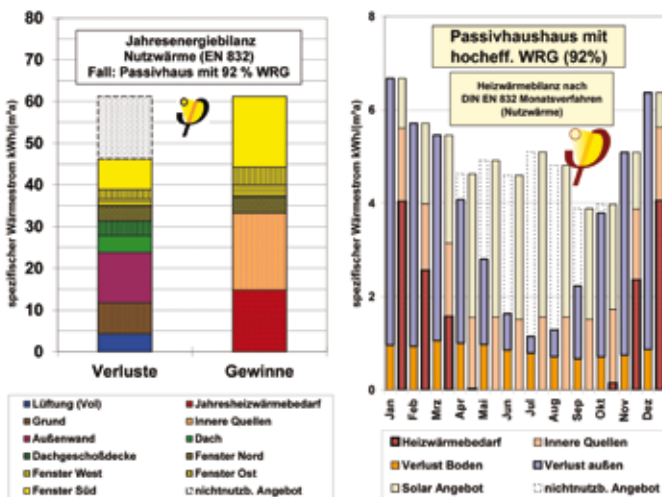 80
70
60
50
40
30
20
10
0
spezifischer Wärmestrom kWh/(m²a)
Jahresenergiebilanz
Nutzwärme (EN 832)
Fall: Passivhaus mit 92 % WRG
Verluste
Gewinne
Lüftung (Vol)
Jahresheizwärmebedarf
Grund
Innere Quellen
Außenwand
Dach
Dachgeschoßdecke
Fenster Nord
Fenster West
Fenster Ost
Fenster Süd
nichtnutzb. Angebot
8
6
4
2
0
spezifischer Wärmestrom kWh/(m²a)
Passivhaushaus mit
hocheff. WRG (92%)
Heizwärmebilanz nach
DIN EN 832 Monatsverfahren
(Nutzwärme)
Jan
Feb
Mrz
Apr
Mai
Jun
Jul
Aug
Sep
Okt
Nov
Dez
Heizwärmebedarf
Innere Quellen
Verlust Boden
Verlust außen
Solar Angebot
nichtnutzb. Angebot